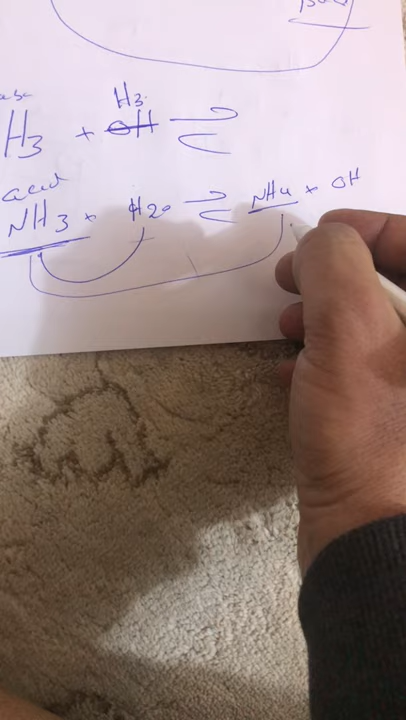 H3
H3 + OH ⇌
acid
NH3 + H2O ⇌ NH4 + OH